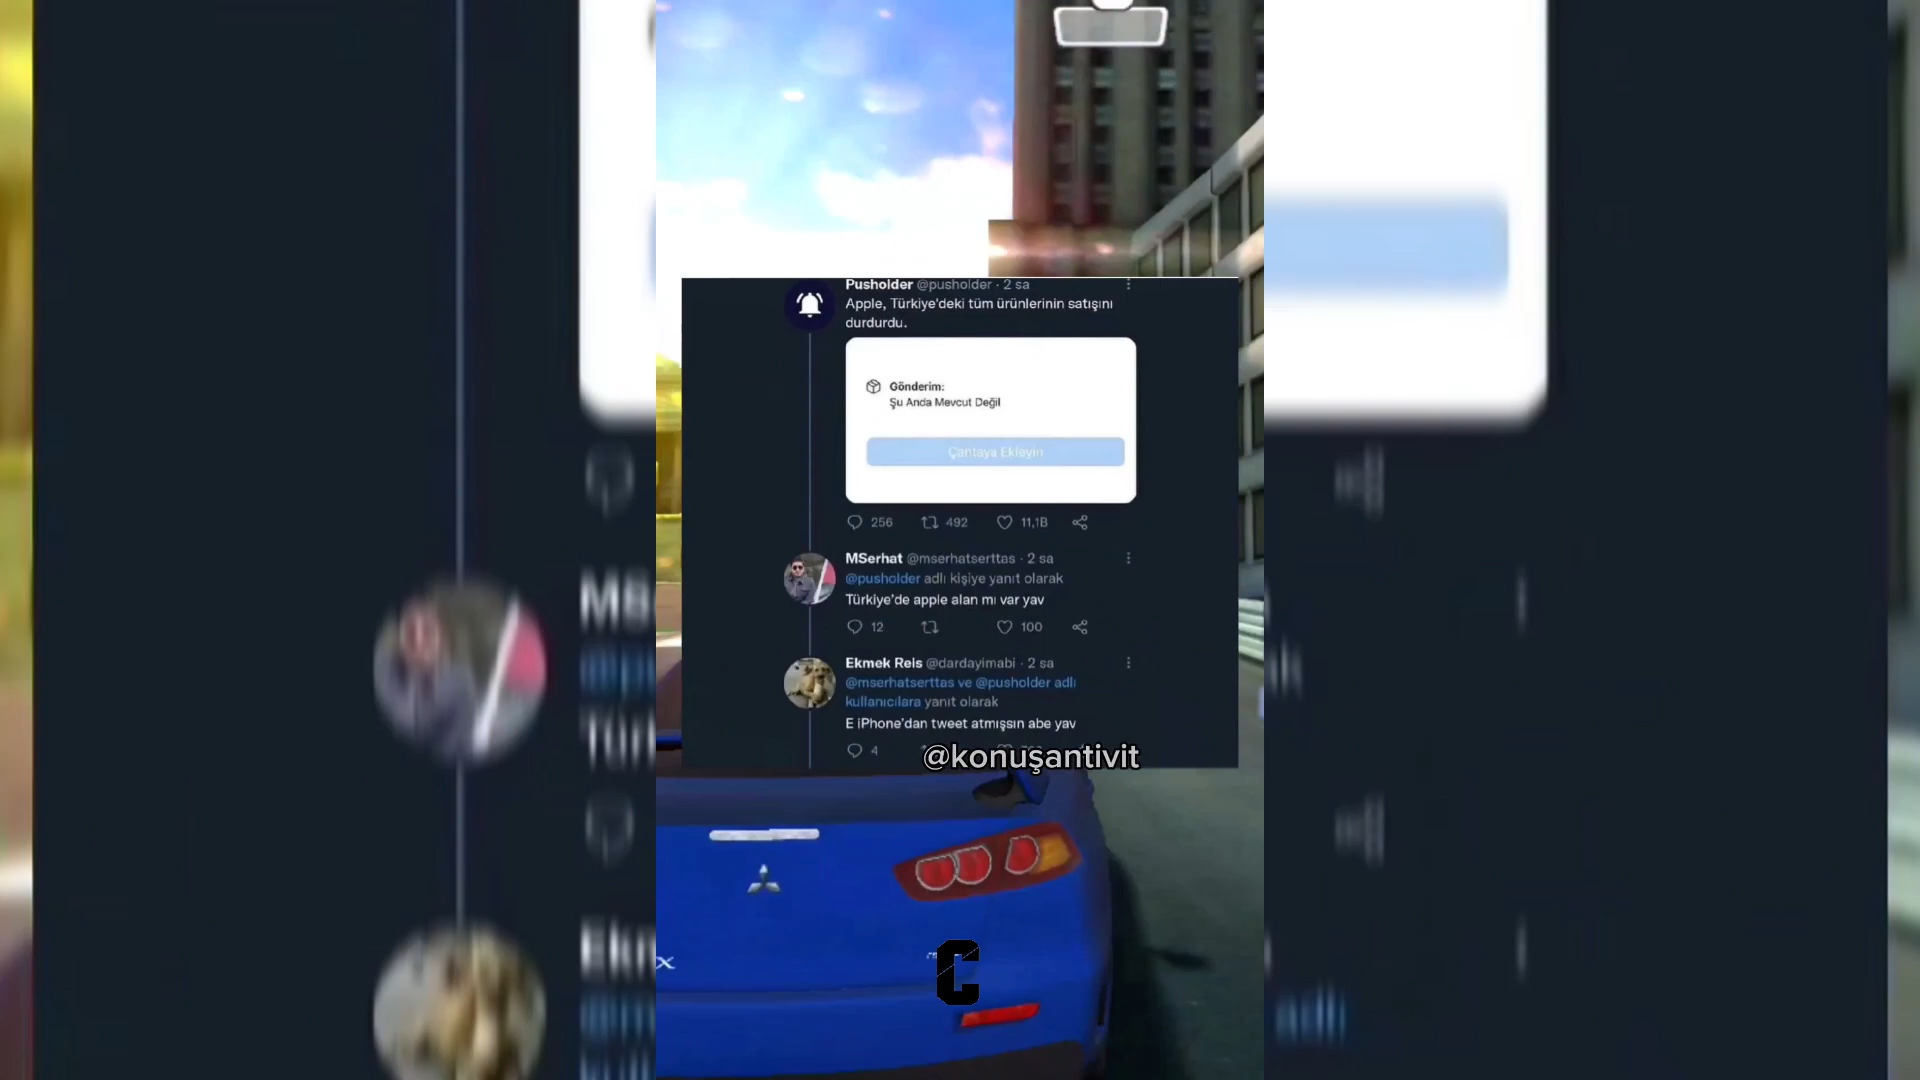 Pusholder @pusholder · 2 sa
Apple, Türkiye'deki tüm ürünlerinin satışını
durdurdu.
Gönderim:
Şu Anda Mevcut Değil
Çantaya Ekleyin
256 492 11,1B
MSerhat @mserhatserttas · 2 sa
@pusholder adlı kişiye yanıt olarak
Türkiye'de apple alan mı var yav
12 100
Ekmek Reis @dardayimabi · 2 sa
@mserhatserttas ve @pusholder adlı
kullanıcılara yanıt olarak
E iPhone'dan tweet atmışsın abe yav
4
@konuşantivit
X
C